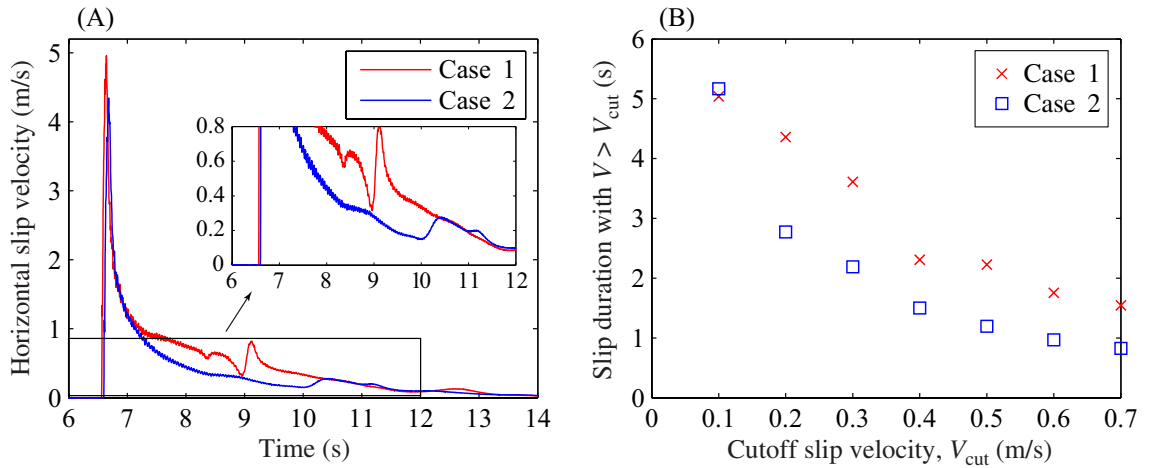 (A)
Horizontal slip velocity (m/s)
5
4
3
2
1
0
6 7 8 9 10 11 12 13 14
Time (s)
Case 1
Case 2
0.8
0.6
0.4
0.2
0
6 7 8 9 10 11 12
(B)
Slip duration with V > Vcut (s)
6
5
4
3
2
1
0
0 0.1 0.2 0.3 0.4 0.5 0.6 0.7
Cutoff slip velocity, Vcut (m/s)
Case 1
Case 2